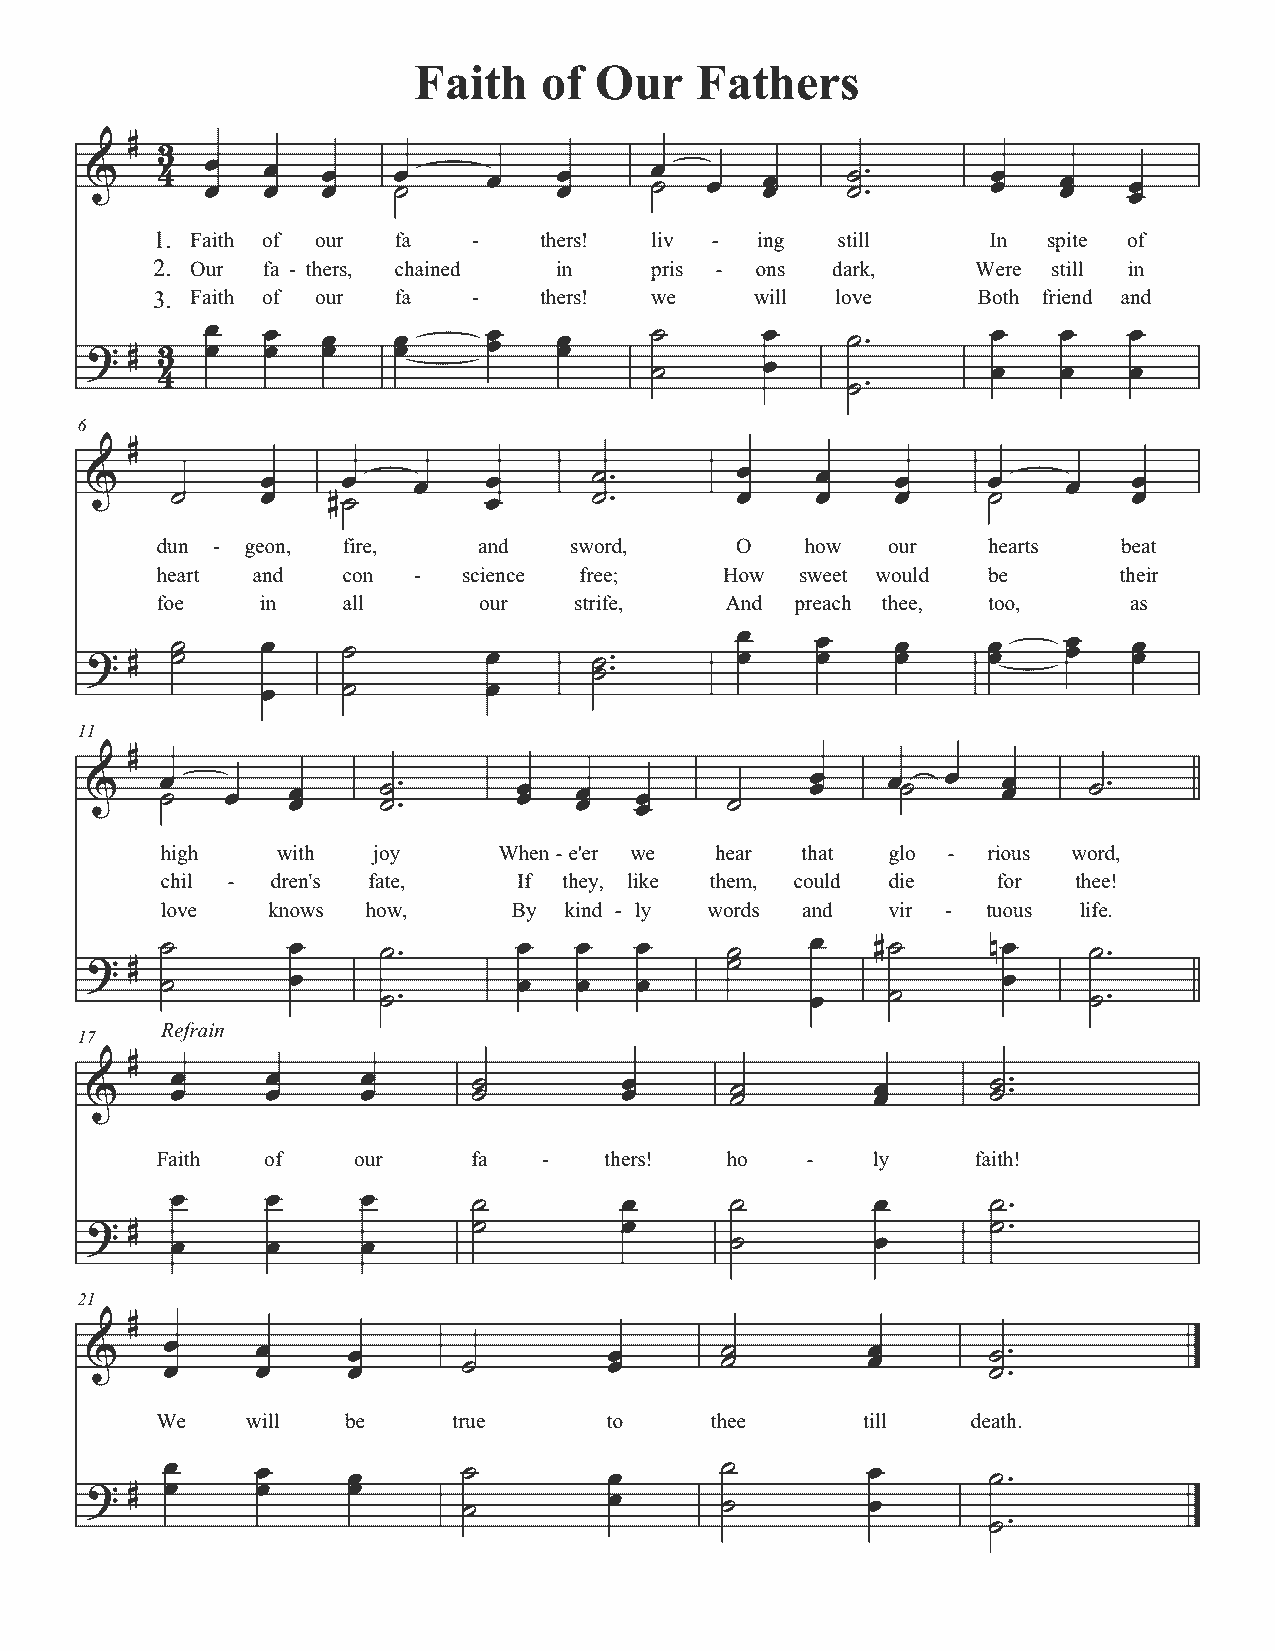 Faith of Our Fathers
3
4
1. Faith of our fa - thers! liv - ing still In spite of
2. Our fa - thers, chained in pris - ons dark, Were still in
3. Faith of our fa - thers! we will love Both friend and
3
4
6
dun - geon, fire, and sword, O how our hearts beat
heart and con - science free; How sweet would be their
foe in all our strife, And preach thee, too, as
11
high with joy When - e'er we hear that glo - rious word,
chil - dren's fate, If they, like them, could die for thee!
love knows how, By kind - ly words and vir - tuous life.
17 Refrain
Faith of our fa - thers! ho - ly faith!
21
We will be true to thee till death.